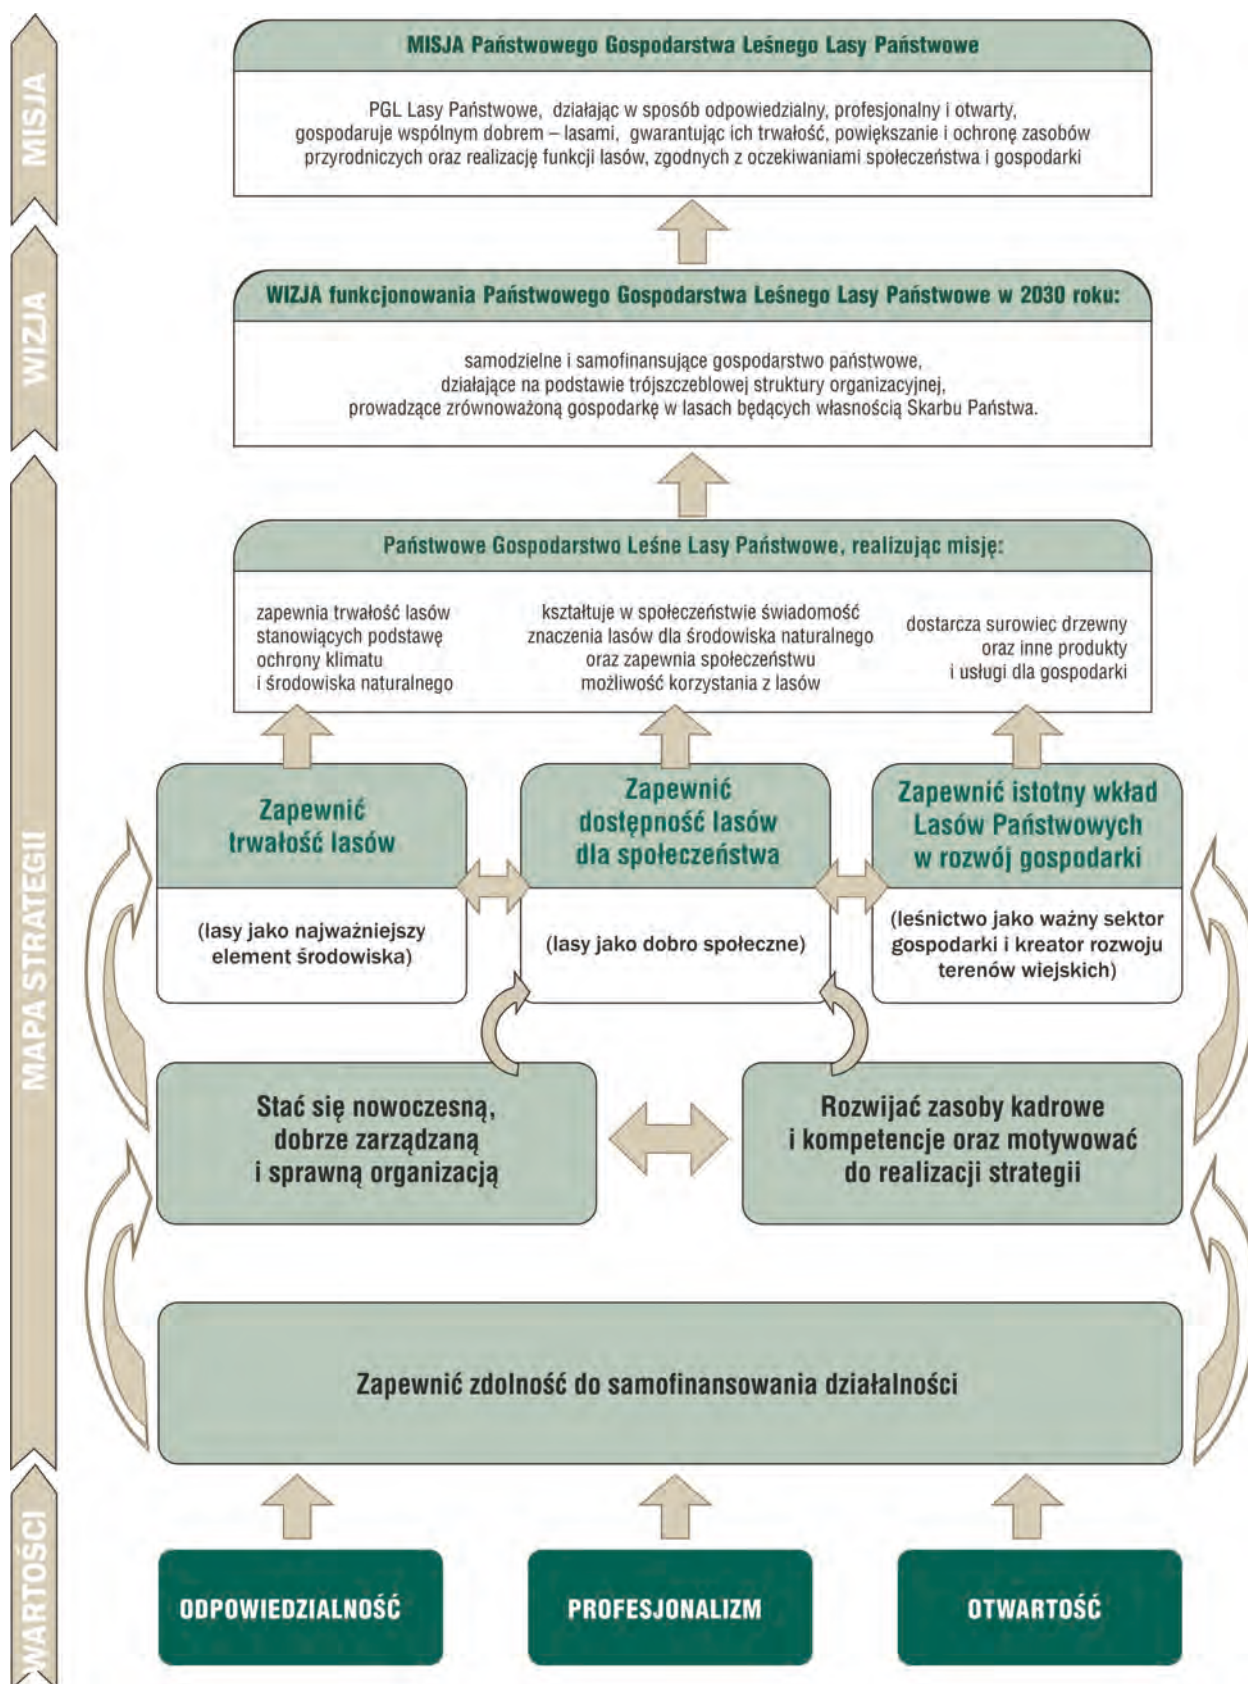 MISJA
MISJA Państwowego Gospodarstwa Leśnego Lasy Państwowe
PGL Lasy Państwowe, działając w sposób odpowiedzialny, profesjonalny i otwarty,
gospodaruje wspólnym dobrem – lasami, gwarantując ich trwałość, powiększanie i ochronę zasobów
przyrodniczych oraz realizację funkcji lasów, zgodnych z oczekiwaniami społeczeństwa i gospodarki
WIZJA
WIZJA funkcjonowania Państwowego Gospodarstwa Leśnego Lasy Państwowe w 2030 roku:
samodzielne i samofinansujące gospodarstwo państwowe,
działające na podstawie trójszczeblowej struktury organizacyjnej,
prowadzące zrównoważoną gospodarkę w lasach będących własnością Skarbu Państwa.
MAPA STRATEGII
Państwowe Gospodarstwo Leśne Lasy Państwowe, realizując misję:
zapewnia trwałość lasów
stanowiących podstawę
ochrony klimatu
i środowiska naturalnego
kształtuje w społeczeństwie świadomość
znaczenia lasów dla środowiska naturalnego
oraz zapewnia społeczeństwu
możliwość korzystania z lasów
dostarcza surowiec drzewny
oraz inne produkty
i usługi dla gospodarki
Zapewnić
trwałość lasów
(lasy jako najważniejszy
element środowiska)
Zapewnić
dostępność lasów
dla społeczeństwa
(lasy jako dobro społeczne)
Zapewnić istotny wkład
Lasów Państwowych
w rozwój gospodarki
(leśnictwo jako ważny sektor
gospodarki i kreator rozwoju
terenów wiejskich)
Stać się nowoczesną,
dobrze zarządzaną
i sprawną organizacją
Rozwijać zasoby kadrowe
i kompetencje oraz motywować
do realizacji strategii
Zapewnić zdolność do samofinansowania działalności
WARTOŚCI
ODPOWIEDZIALNOŚĆ
PROFESJONALIZM
OTWARTOŚĆ